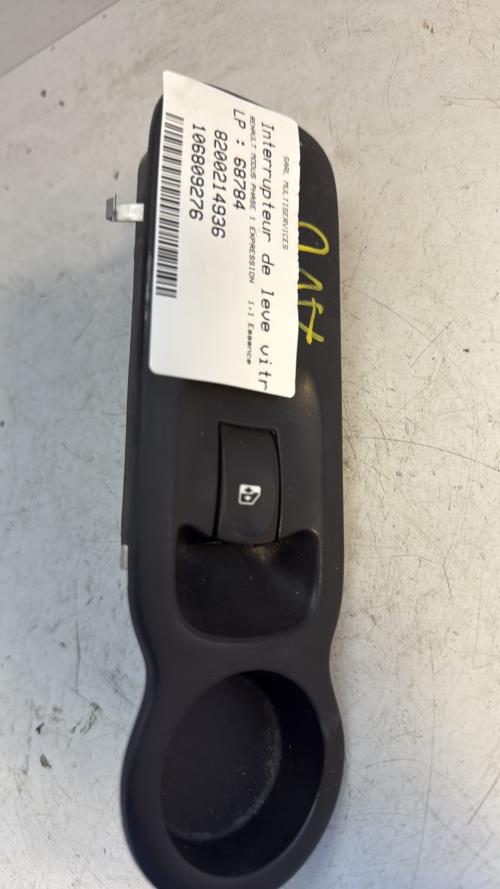 SARL MULTISERVICES
Interrupteur de leve vitr
RENAULT MODUS PHASE 1 EXPRESSION 1.1 Essence
LP : 68784
8200214936
106809276